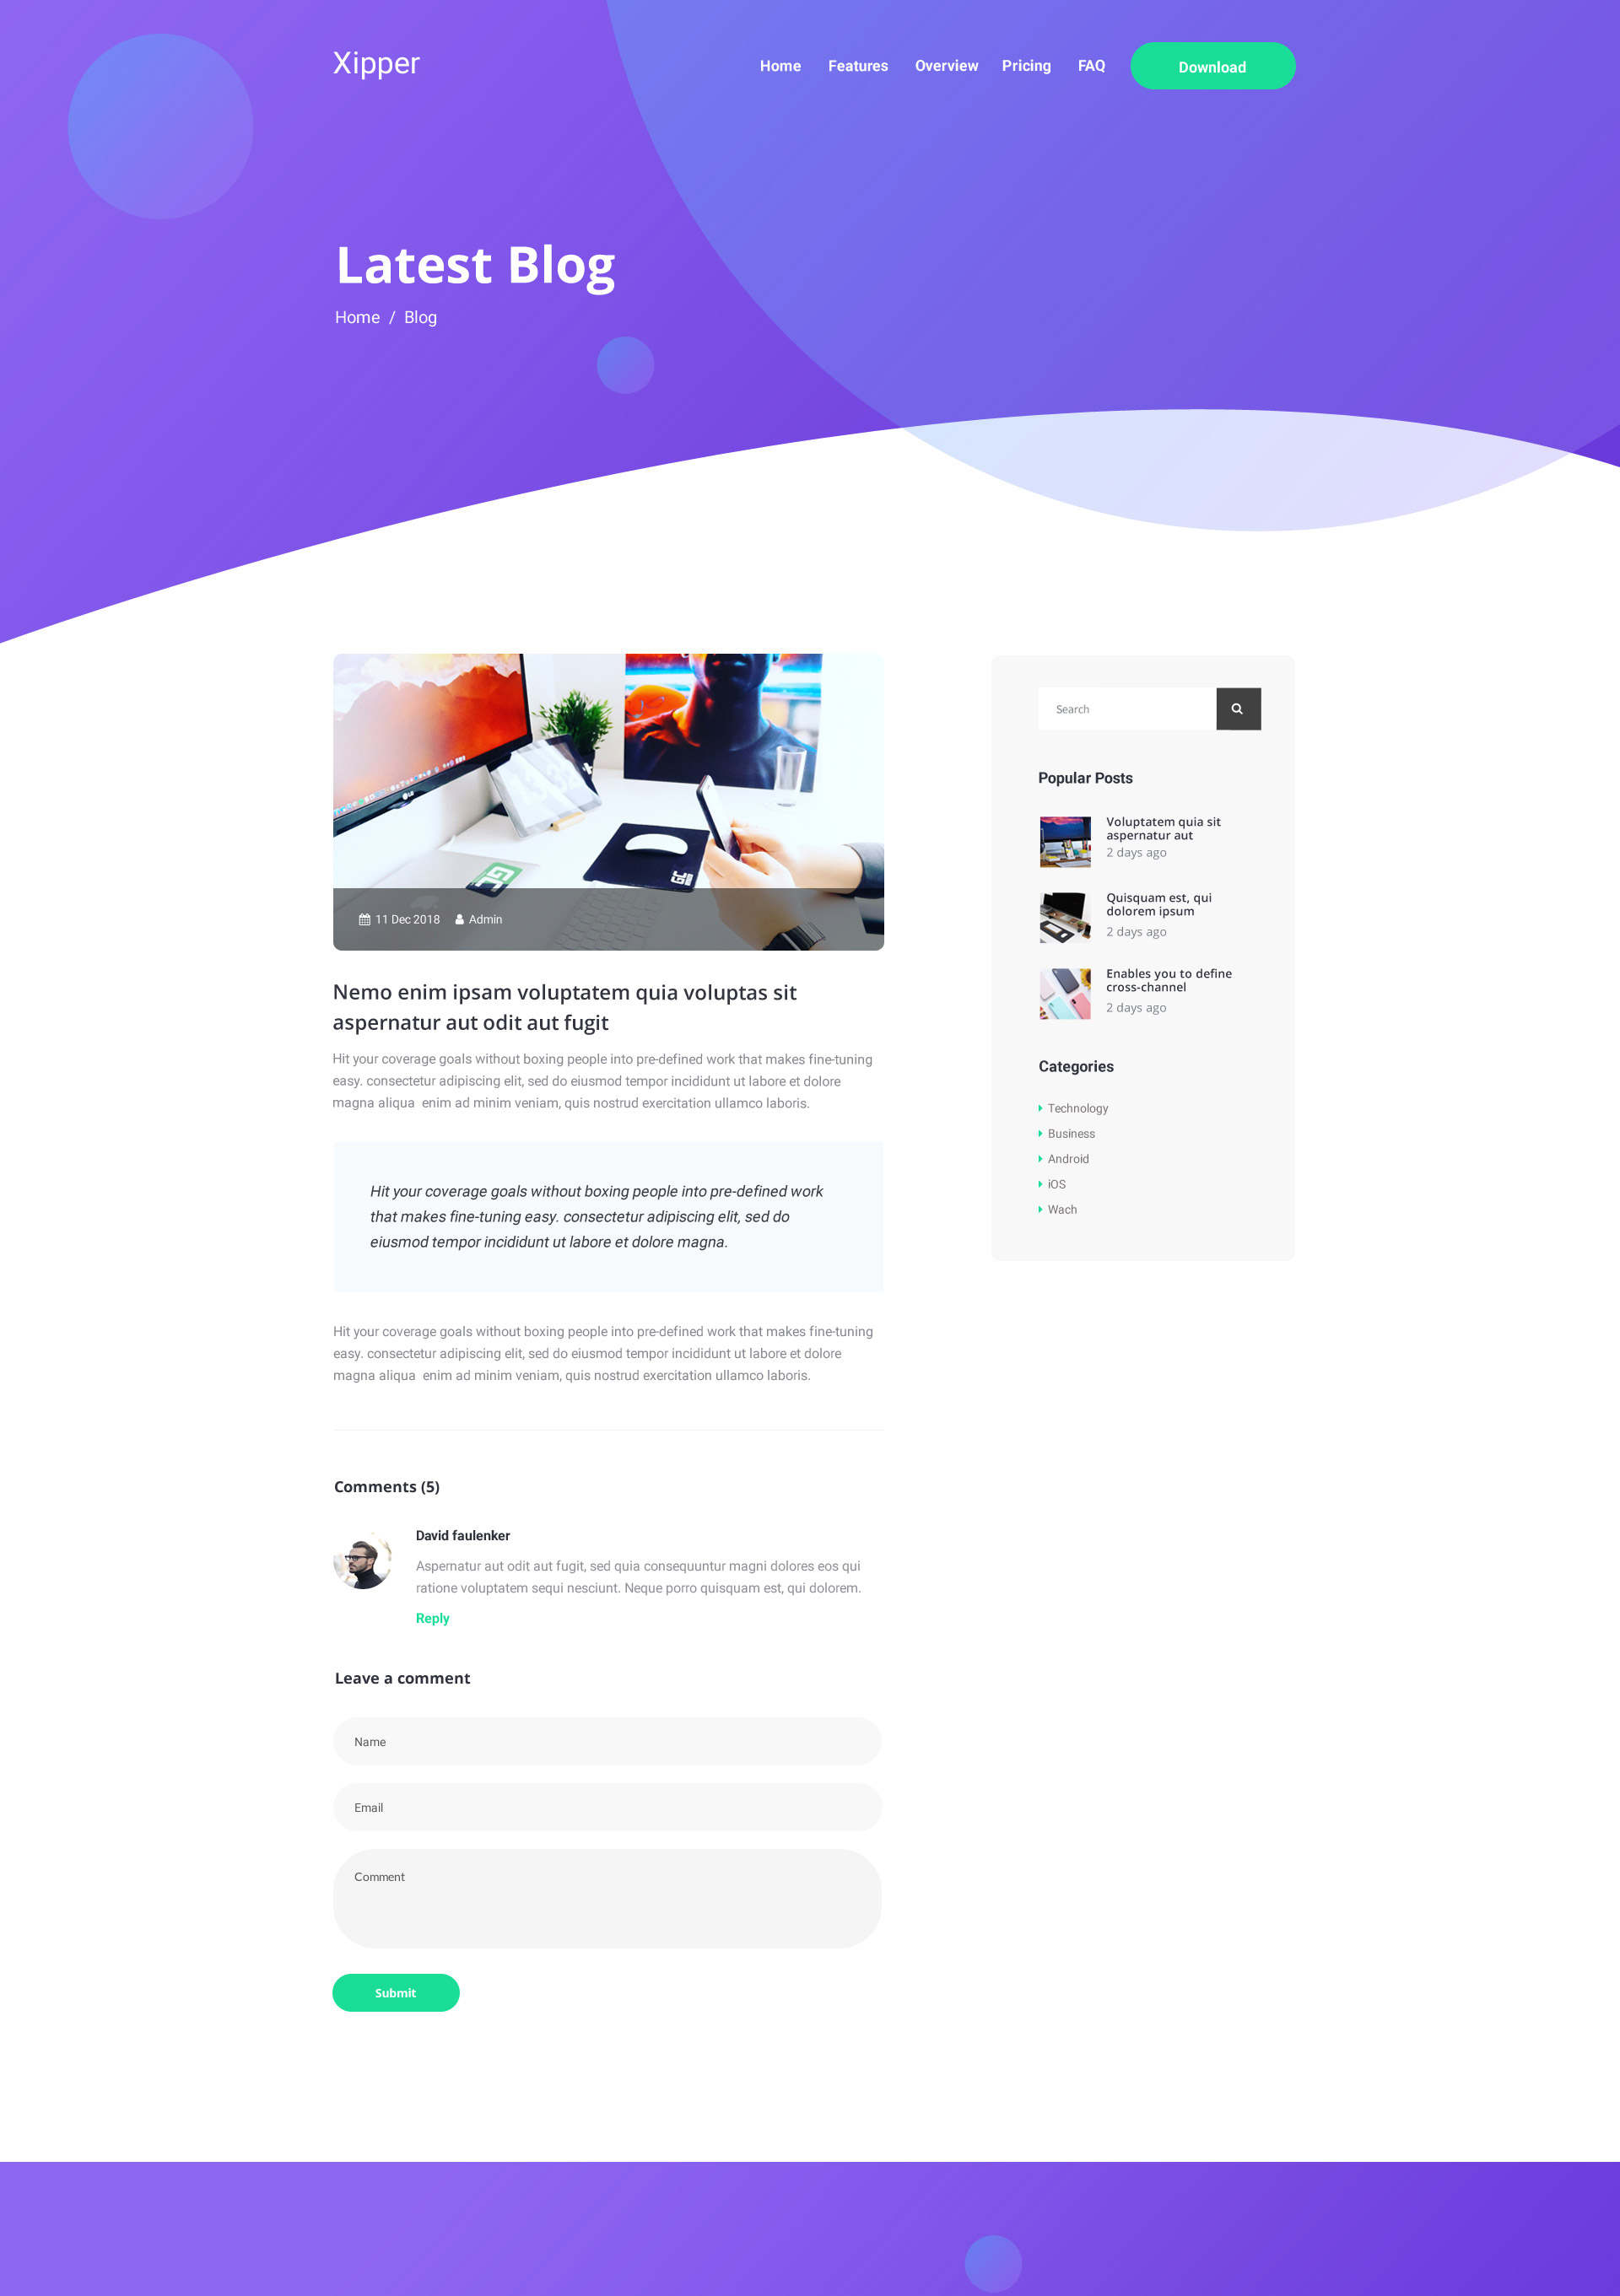 Xipper
Home Features Overview Pricing FAQ Download
Latest Blog
Home / Blog
11 Dec 2018 Admin
Nemo enim ipsam voluptatem quia voluptas sit
aspernatur aut odit aut fugit
Hit your coverage goals without boxing people into pre-defined work that makes fine-tuning
easy. consectetur adipiscing elit, sed do eiusmod tempor incididunt ut labore et dolore
magna aliqua enim ad minim veniam, quis nostrud exercitation ullamco laboris.
Hit your coverage goals without boxing people into pre-defined work
that makes fine-tuning easy. consectetur adipiscing elit, sed do
eiusmod tempor incididunt ut labore et dolore magna.
Hit your coverage goals without boxing people into pre-defined work that makes fine-tuning
easy. consectetur adipiscing elit, sed do eiusmod tempor incididunt ut labore et dolore
magna aliqua enim ad minim veniam, quis nostrud exercitation ullamco laboris.
Comments (5)
David faulenker
Aspernatur aut odit aut fugit, sed quia consequuntur magni dolores eos qui
ratione voluptatem sequi nesciunt. Neque porro quisquam est, qui dolorem.
Reply
Leave a comment
Name
Email
Comment
Submit
Search
Popular Posts
Voluptatem quia sit
aspernatur aut
2 days ago
Quisquam est, qui
dolorem ipsum
2 days ago
Enables you to define
cross-channel
2 days ago
Categories
Technology
Business
Android
iOS
Wach